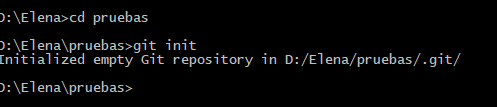 D:\Elena>cd pruebas
D:\Elena\pruebas>git init
Initialized empty Git repository in D:/Elena/pruebas/.git/
D:\Elena\pruebas>